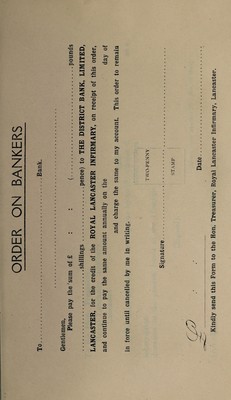 ORDER ON BANKERS
To..............................Bank.
Gentlemen,
Please pay the sum of £ : : (..............................pounds
....................shillings....................pence) to THE DISTRICT BANK, LIMITED,
LANCASTER, for the credit of the ROYAL LANCASTER INFIRMARY, on receipt of this order,
and continue to pay the same amount annually on the day of
and charge the same to my account. This order to remain
in force until cancelled by me in writing.
TWOPENNY
Signature..............................
STAMP
Date..............................
Kindly send this Form to the Hon. Treasurer, Royal Lancaster Infirmary, Lancaster.